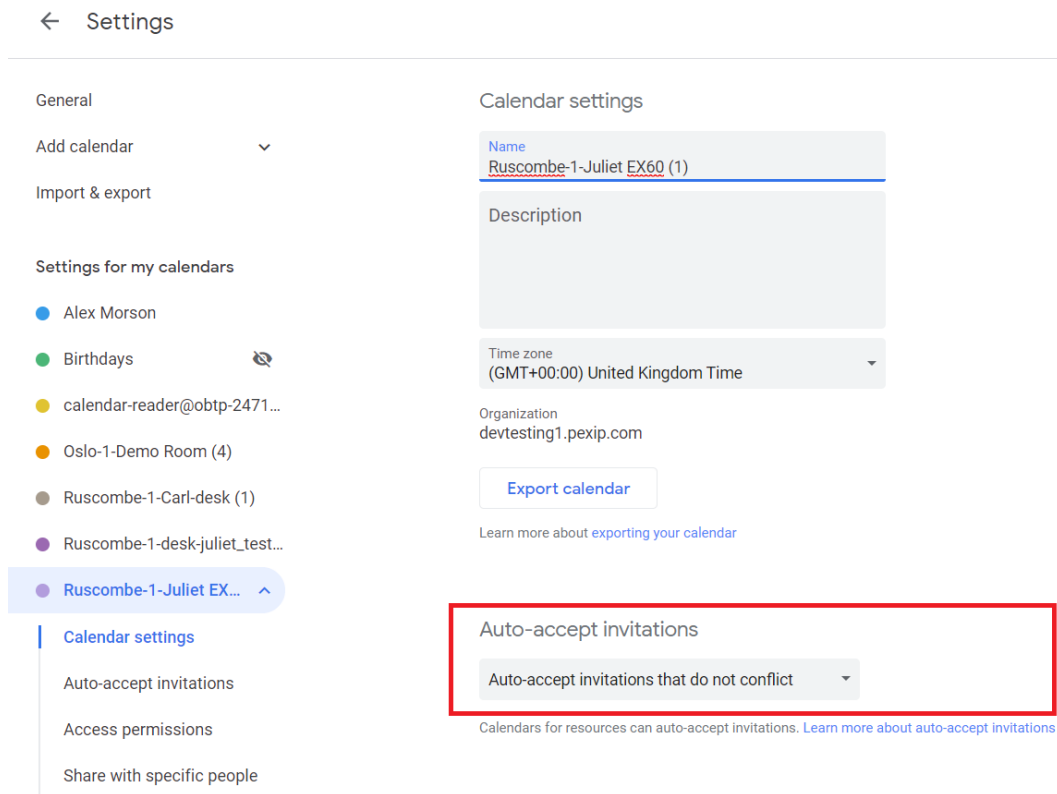 Settings
General
Add calendar
Import & export
Settings for my calendars
Alex Morson
Birthdays
calendar-reader@obtp-2471...
Oslo-1-Demo Room (4)
Ruscombe-1-Carl-desk (1)
Ruscombe-1-desk-juliet_test...
Ruscombe-1-Juliet EX...
Calendar settings
Auto-accept invitations
Access permissions
Share with specific people
Calendar settings
Name
Ruscombe-1-Juliet EX60 (1)
Description
Time zone
(GMT+00:00) United Kingdom Time
Organization
devtesting1.pexip.com
Export calendar
Learn more about exporting your calendar
Auto-accept invitations
Auto-accept invitations that do not conflict
Calendars for resources can auto-accept invitations. Learn more about auto-accept invitations